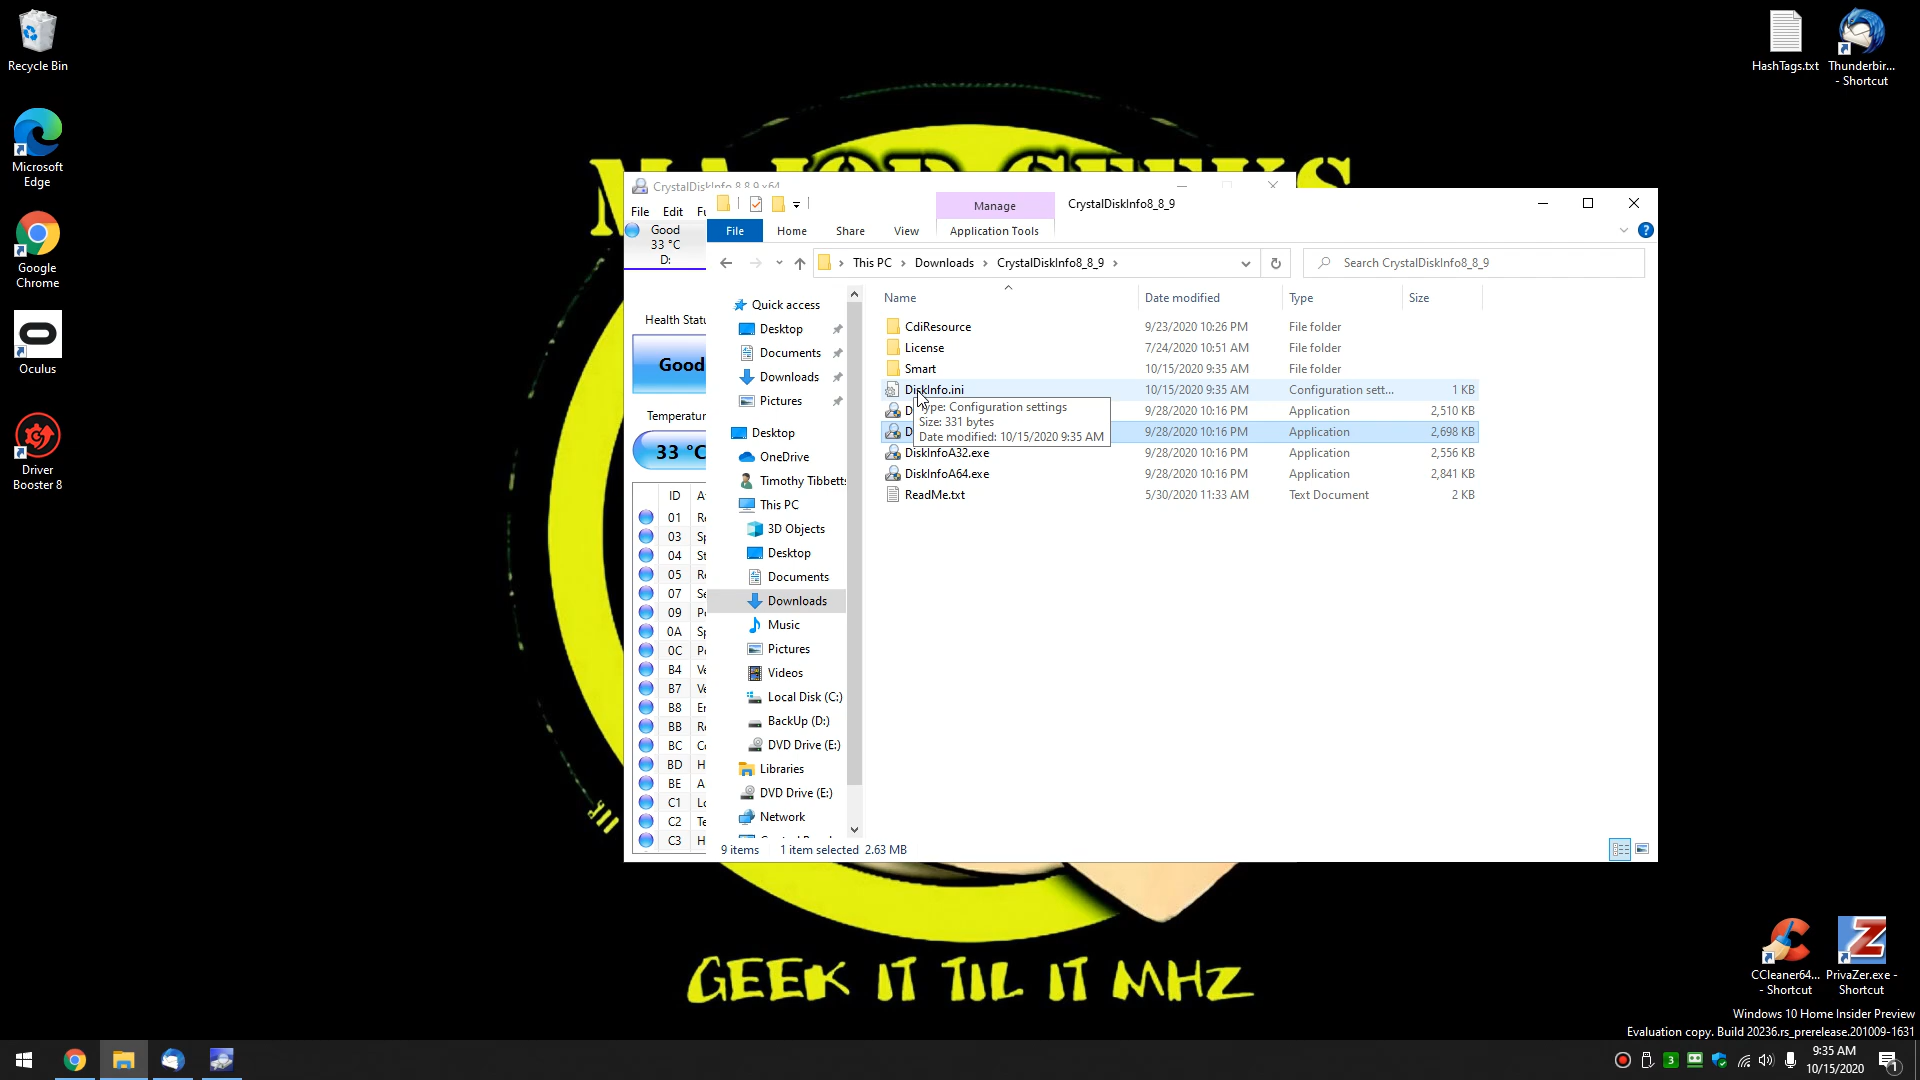 Recycle Bin
Microsoft
Edge
Google
Chrome
Oculus
Driver
Booster 8
HashTags.txt
Thunderbir...
- Shortcut
MAJOR GEEKS
CrystalDiskInfo 8.8.9 x64
File Edit
Good
33 °C
D:
Health Statu
Good
Temperatur
33 °C
ID
01
03
04
05
07
09
0A
0C
B4
B7
B8
BB
BC
BD
BE
C1
C2
C3
Manage
CrystalDiskInfo8_8_9
File Home Share View Application Tools
This PC Downloads CrystalDiskInfo8_8_9
Search CrystalDiskInfo8_8_9
Quick access
Desktop
Documents
Downloads
Pictures
Desktop
OneDrive
Timothy Tibbetts
This PC
3D Objects
Desktop
Documents
Downloads
Music
Pictures
Videos
Local Disk (C:)
BackUp (D:)
DVD Drive (E:)
Libraries
DVD Drive (E:)
Network
Name Date modified Type Size
CdiResource 9/23/2020 10:26 PM File folder
License 7/24/2020 10:51 AM File folder
Smart 10/15/2020 9:35 AM File folder
DiskInfo.ini 10/15/2020 9:35 AM Configuration sett... 1 KB
D 9/28/2020 10:16 PM Application 2,510 KB
D 9/28/2020 10:16 PM Application 2,698 KB
DiskInfoA32.exe 9/28/2020 10:16 PM Application 2,556 KB
DiskInfoA64.exe 9/28/2020 10:16 PM Application 2,841 KB
ReadMe.txt 5/30/2020 11:33 AM Text Document 2 KB
Type: Configuration settings
Size: 331 bytes
Date modified: 10/15/2020 9:35 AM
9 items 1 item selected 2.63 MB
GEEK IT TIL IT MHZ
CCleaner64...
- Shortcut
PrivaZer.exe -
Shortcut
Windows 10 Home Insider Preview
Evaluation copy. Build 20236.rs_prerelease.201009-1631
3
9:35 AM
10/15/2020
1